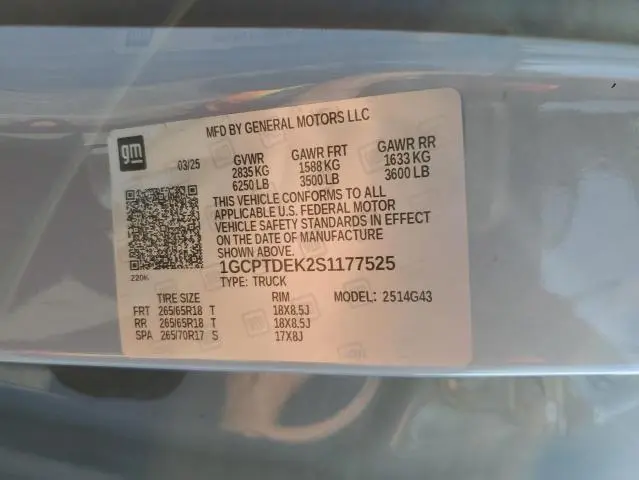 MFD BY GENERAL MOTORS LLC
gm
03/25
GVWR GAWR FRT GAWR RR
2835 KG 1588 KG 1633 KG
6250 LB 3500 LB 3600 LB
THIS VEHICLE CONFORMS TO ALL
APPLICABLE U.S. FEDERAL MOTOR
VEHICLE SAFETY STANDARDS IN EFFECT
ON THE DATE OF MANUFACTURE
SHOWN ABOVE.
220K
1GCPTDEK2S1177525
TYPE: TRUCK
TIRE SIZE RIM MODEL: 2514G43
FRT 265/65R18 T 18X8.5J
RR 265/65R18 T 18X8.5J
SPA 265/70R17 S 17X8J